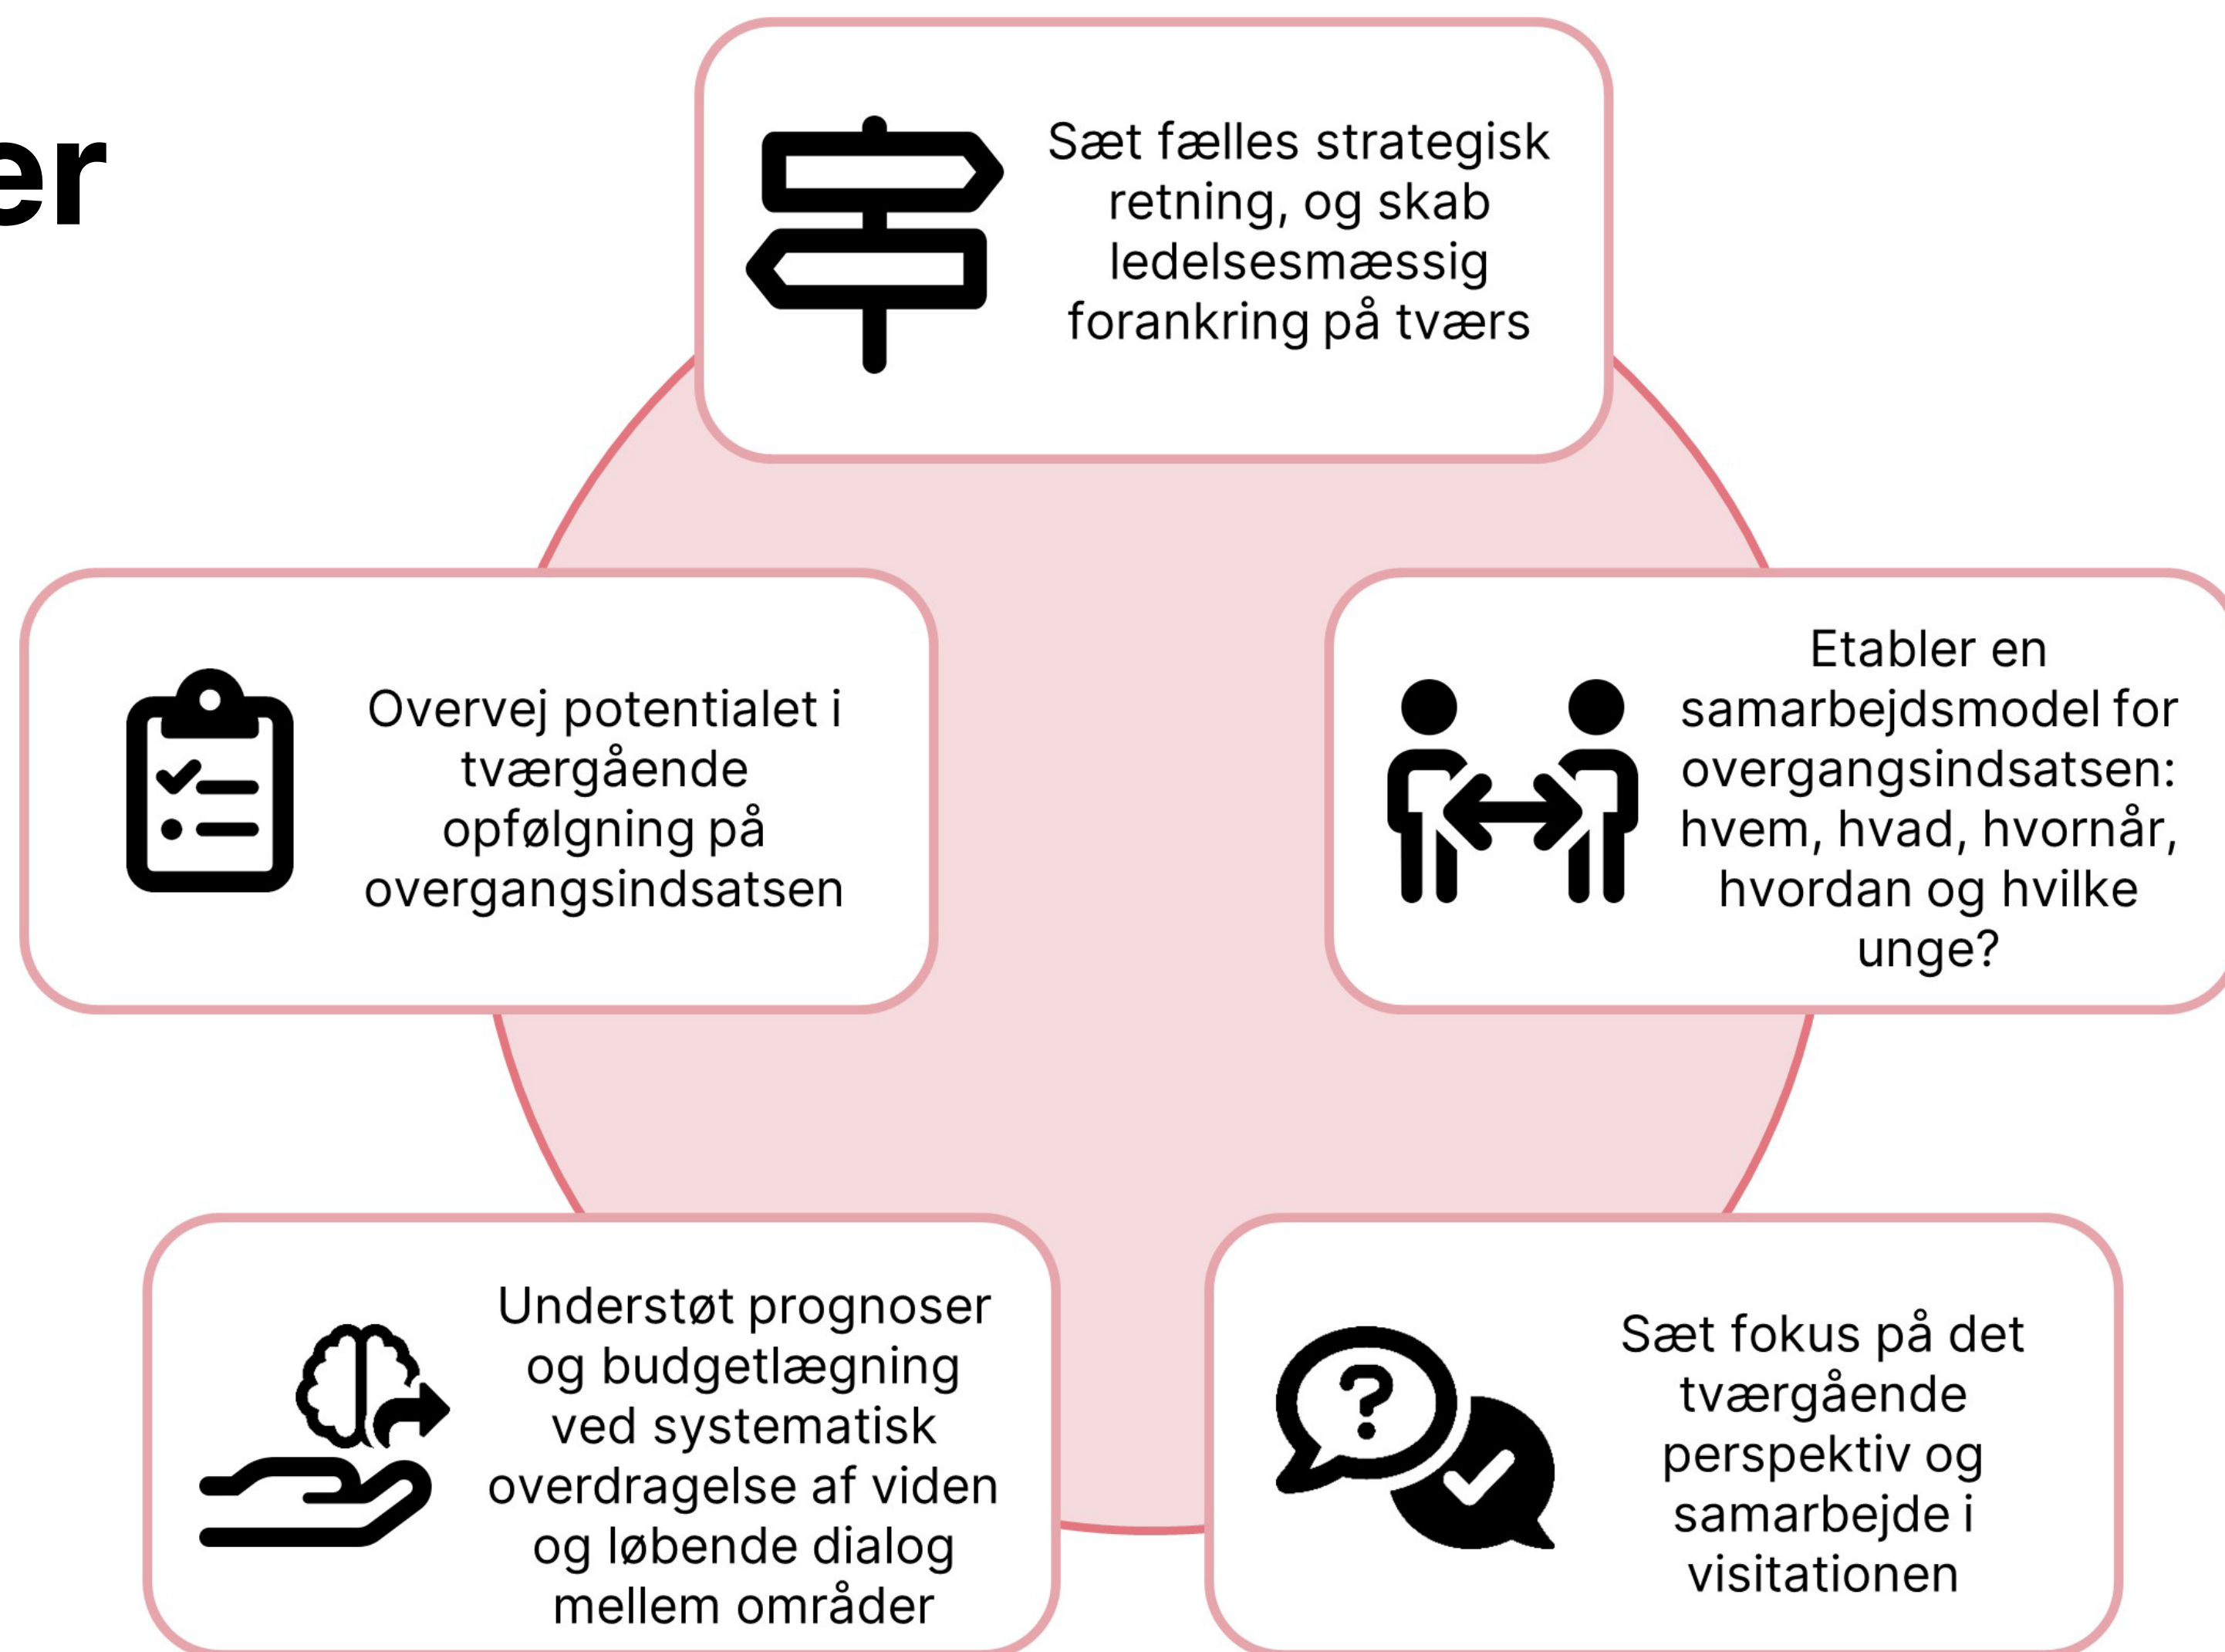 er
Sæt fælles strategisk
retning, og skab
ledelsesmæssig
forankring på tværs
Etabler en
samarbejdsmodel for
overgangsindsatsen:
hvem, hvad, hvornår,
hvordan og hvilke
unge?
Sæt fokus på det
tværgående
perspektiv og
samarbejde i
visitationen
Understøt prognoser
og budgetlægning
ved systematisk
overdragelse af viden
og løbende dialog
mellem områder
Overvej potentialet i
tværgående
opfølgning på
overgangsindsatsen